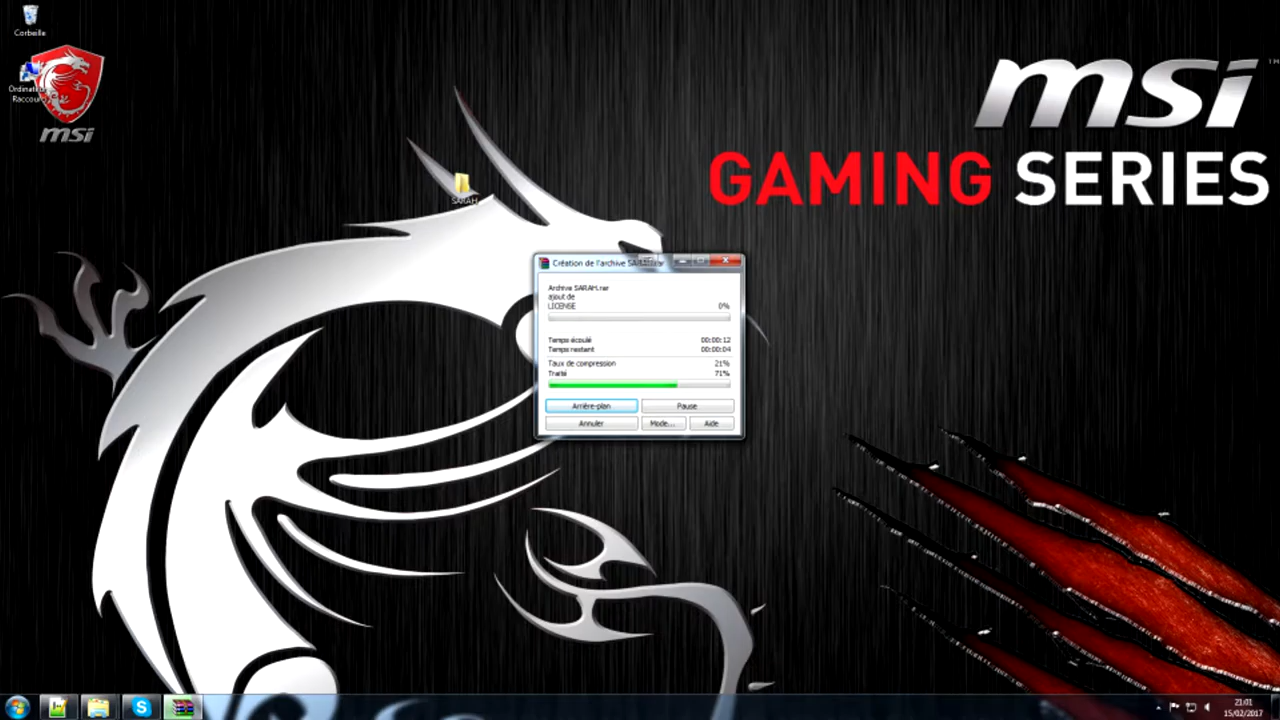 Corbeille
msi
msi
TM
GAMING SERIES
SARAH
Création de l'archive
Archive SARAH.rar
ajout de
LICENSE 0%
Temps écoulé 00:00:12
Temps restant 00:00:04
Taux de compression 21%
Traité 71%
Arrière-plan Pause
Annuler Mode... Aide
21:01
15/02/2017